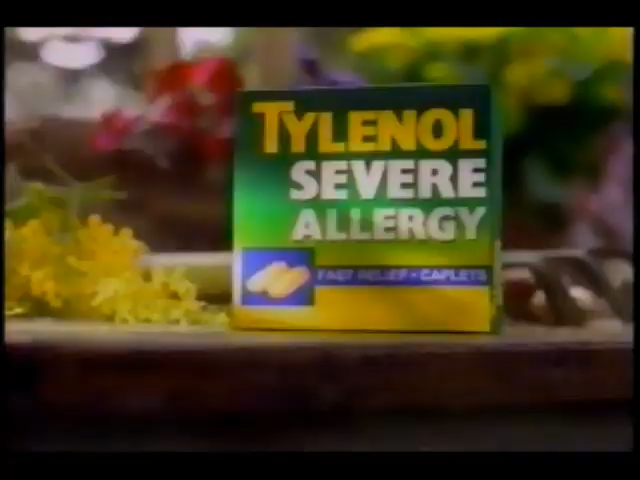 TYLENOL
SEVERE
ALLERGY
FAST RELIEF • CAPLETS